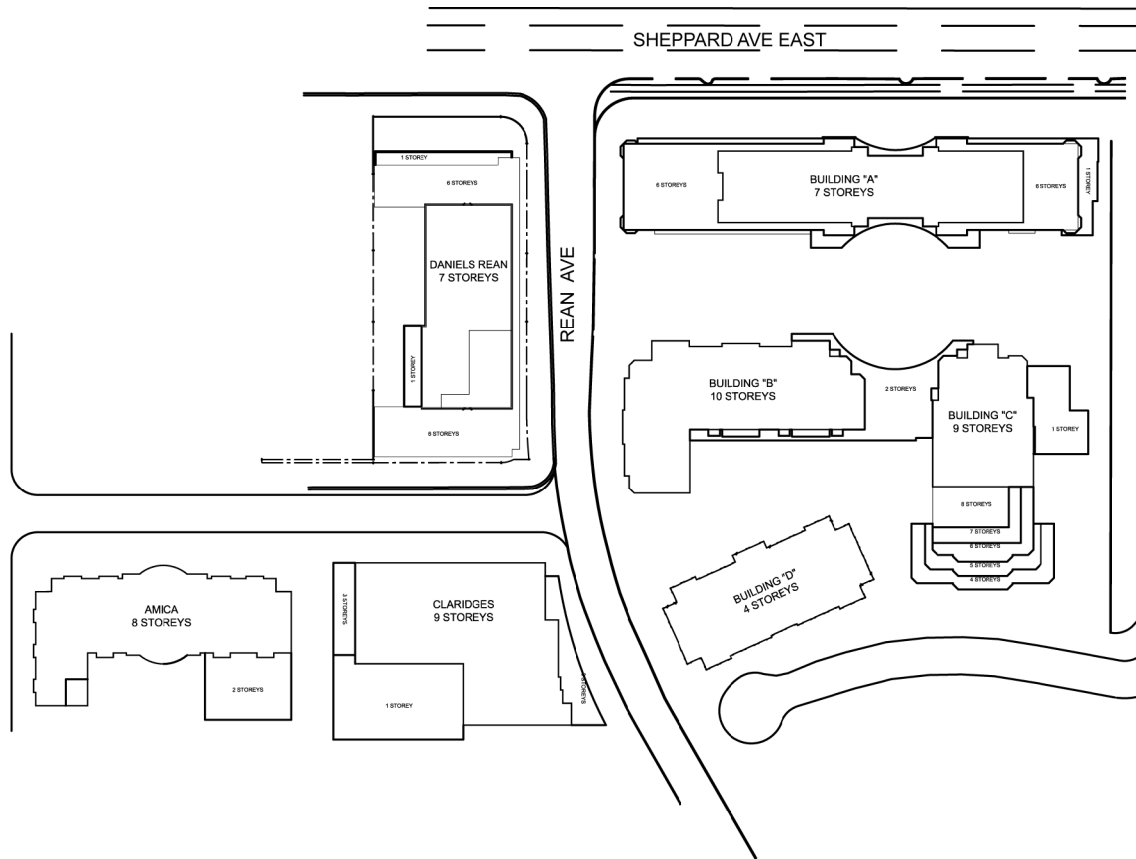 SHEPPARD AVE EAST
1 STOREY
6 STOREYS
DANIELS REAN
7 STOREYS
1 STOREY
6 STOREYS
REAN AVE
6 STOREYS
BUILDING "A"
7 STOREYS
6 STOREYS
1 STOREY
BUILDING "B"
10 STOREYS
2 STOREYS
BUILDING "C"
9 STOREYS
1 STOREY
8 STOREYS
7 STOREYS
6 STOREYS
5 STOREYS
4 STOREYS
BUILDING "D"
4 STOREYS
AMICA
8 STOREYS
2 STOREYS
3 STOREYS
CLARIDGES
9 STOREYS
1 STOREY
STOREYS